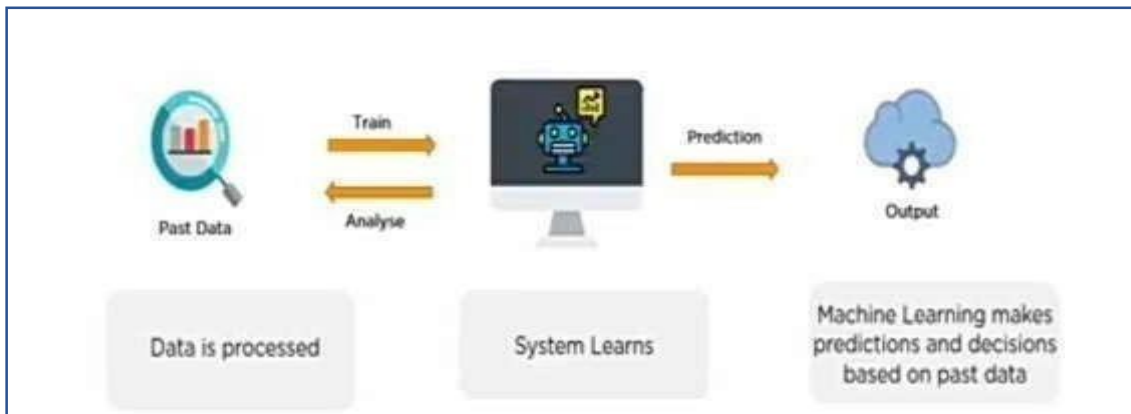 Train
Prediction
Past Data
Analyse
Output
Data is processed
System Learns
Machine Learning makes
predictions and decisions
based on past data